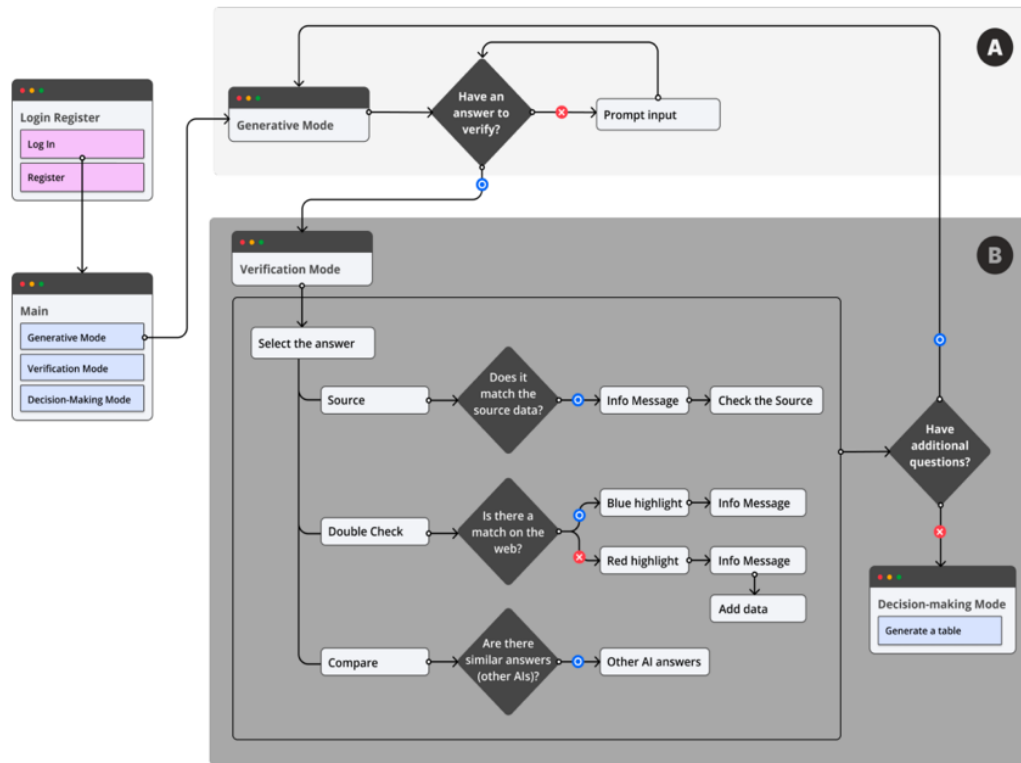 A
Login Register
Log In
Register
Generative Mode
Have an
answer to
verify?
Prompt input
Main
Generative Mode
Verification Mode
Decision-Making Mode
B
Verification Mode
Select the answer
Source
Does it
match the
source data?
Info Message
Check the Source
Double Check
Is there a
match on the
web?
Blue highlight
Info Message
Red highlight
Info Message
Add data
Compare
Are there
similar answers
(other AIs)?
Other AI answers
Have
additional
questions?
Decision-making Mode
Generate a table